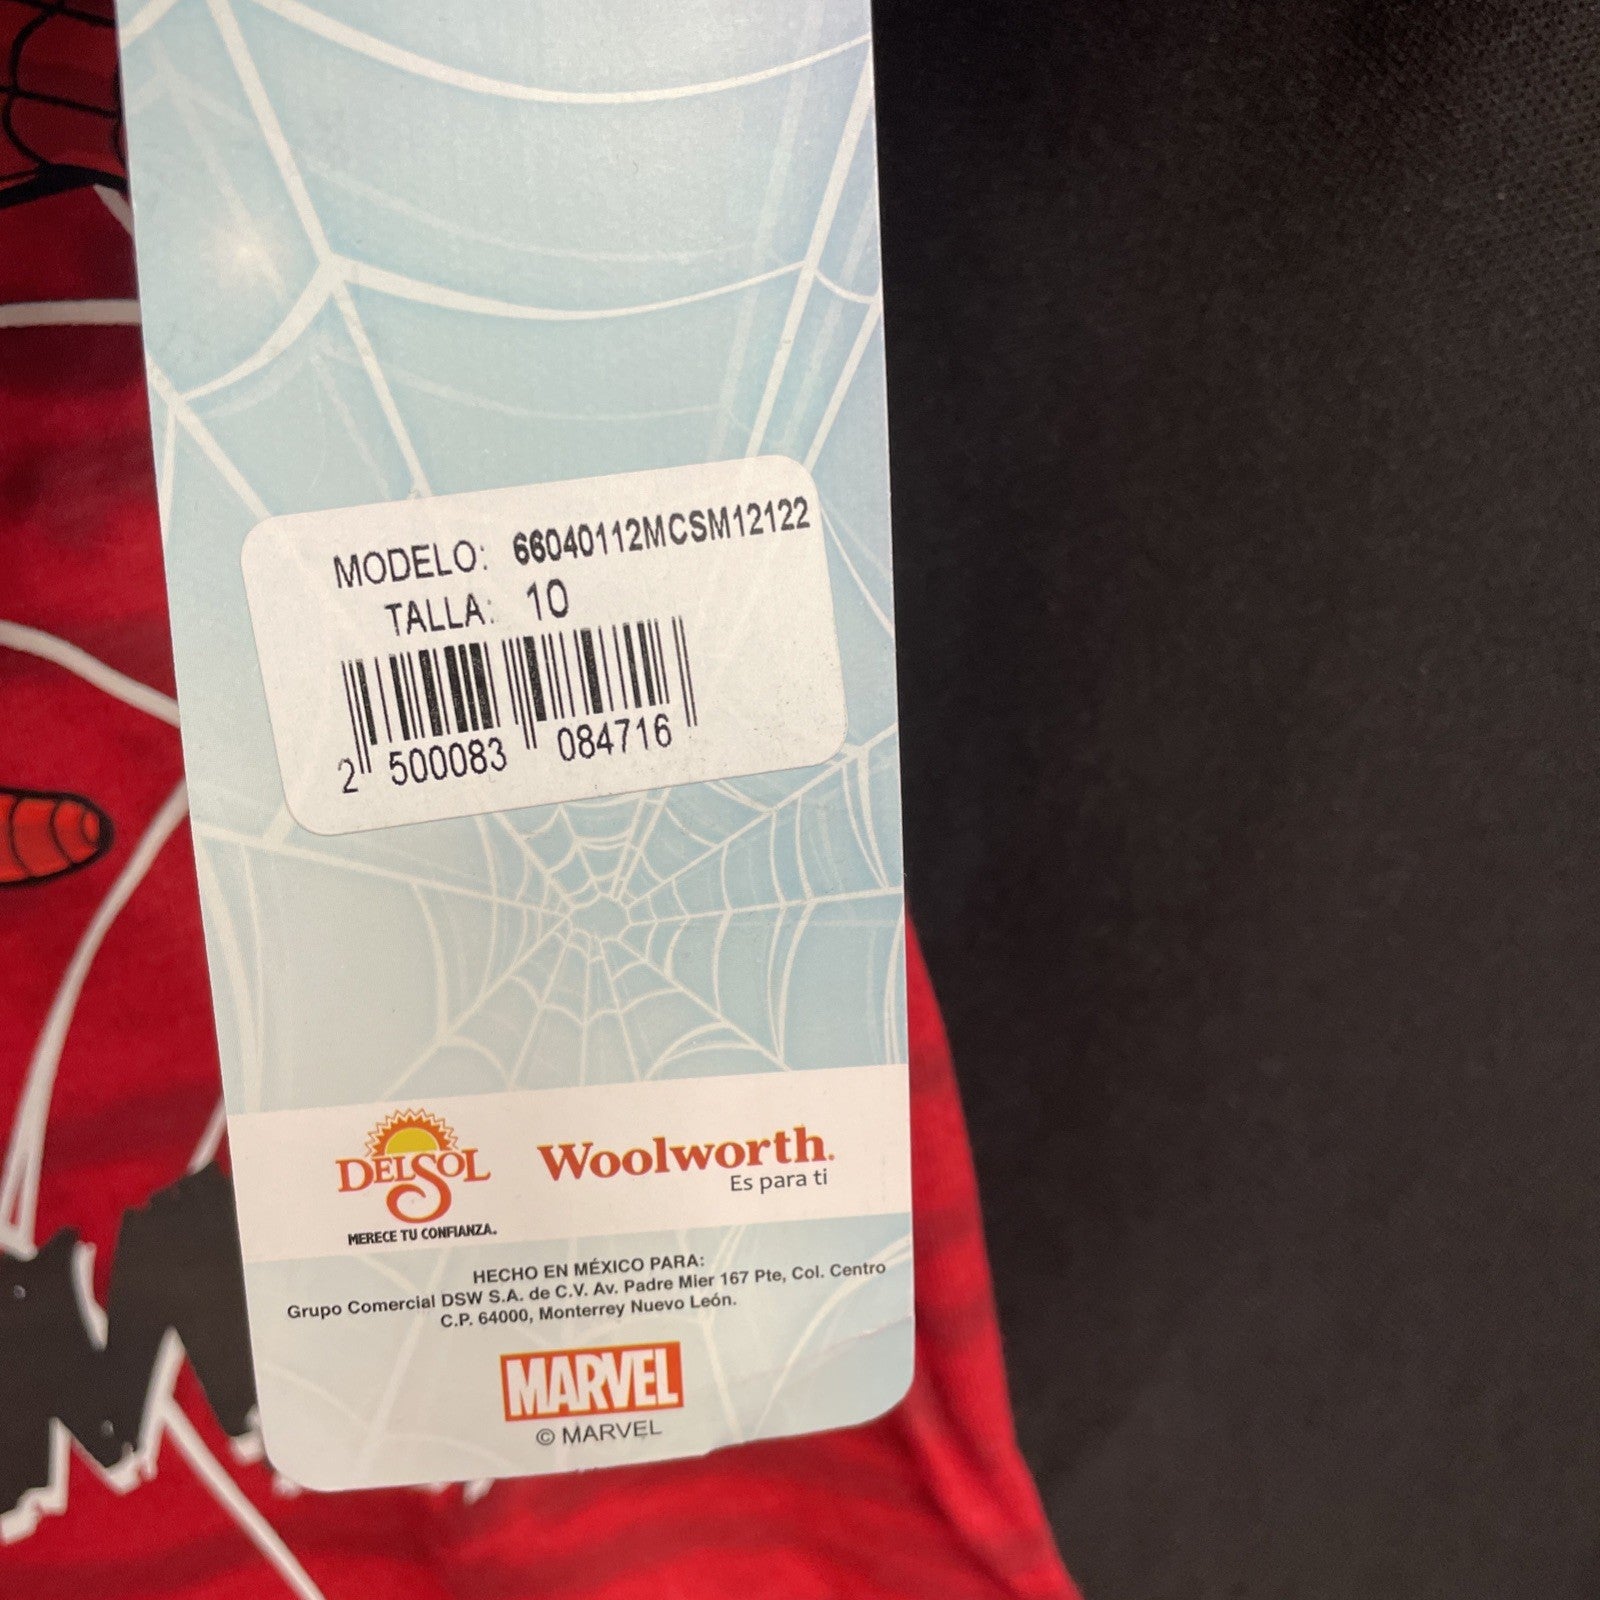 MODELO: 66040112MCSM12122
TALLA: 10
2 500083 084716
DELSOL
MERECE TU CONFIANZA.
Woolworth.
Es para ti
HECHO EN MÉXICO PARA:
Grupo Comercial DSW S.A. de C.V. Av. Padre Mier 167 Pte, Col. Centro
C.P. 64000, Monterrey Nuevo León.
MARVEL
© MARVEL